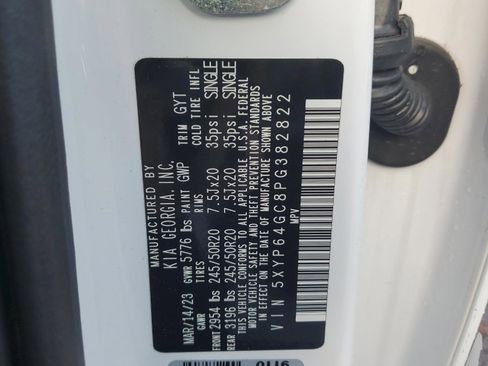 MANUFACTURED BY
KIA GEORGIA. INC.
MAR/14/23 GVWR 5776 lbs PAINT GWP TRIM GYT
GAWR TIRES RIMS COLD TIRE INFL
FRONT 2954 lbs 245/50R20 7.5Jx20 35psi SINGLE
REAR 3196 lbs 245/50R20 7.5Jx20 35psi SINGLE
THIS VEHICLE CONFORMS TO ALL APPLICABLE U.S.A. FEDERAL
MOTOR VEHICLE SAFETY AND THEFT PREVENTION STANDARDS
IN EFFECT ON THE DATE OF MANUFACTURE SHOWN ABOVE
VIN 5XYP64GC8PG382822
MPV
0116